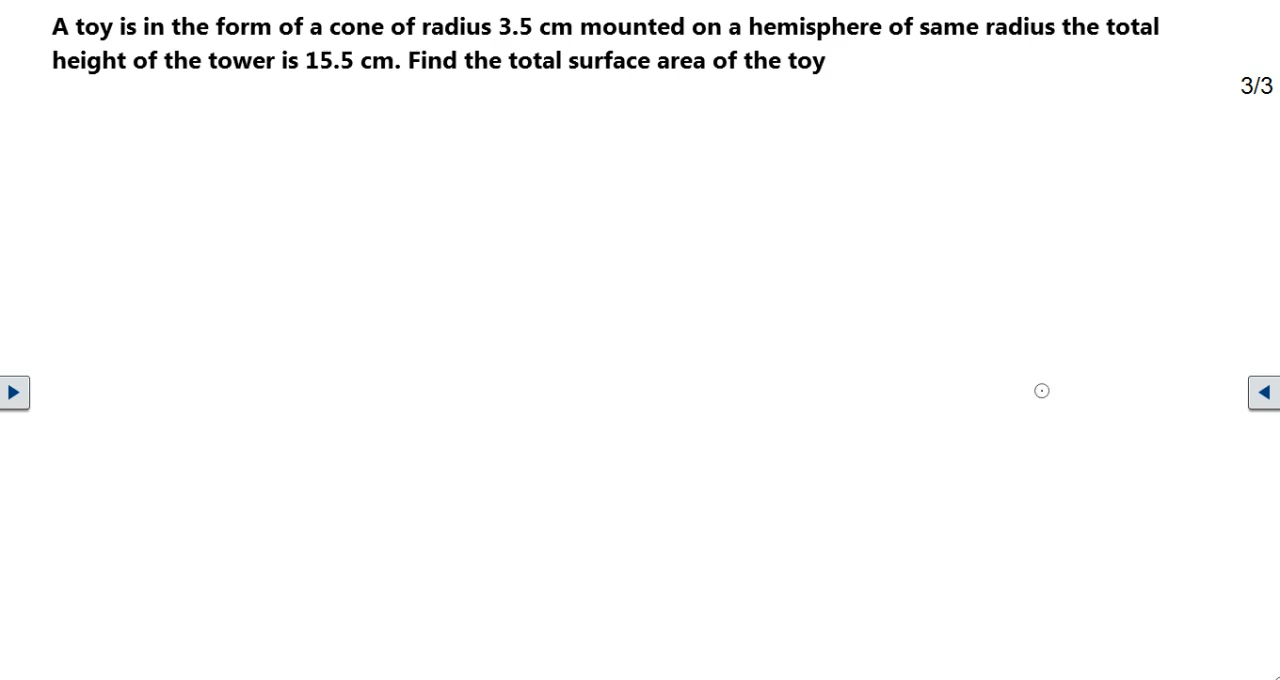 A toy is in the form of a cone of radius 3.5 cm mounted on a hemisphere of same radius the total
height of the tower is 15.5 cm. Find the total surface area of the toy
3/3